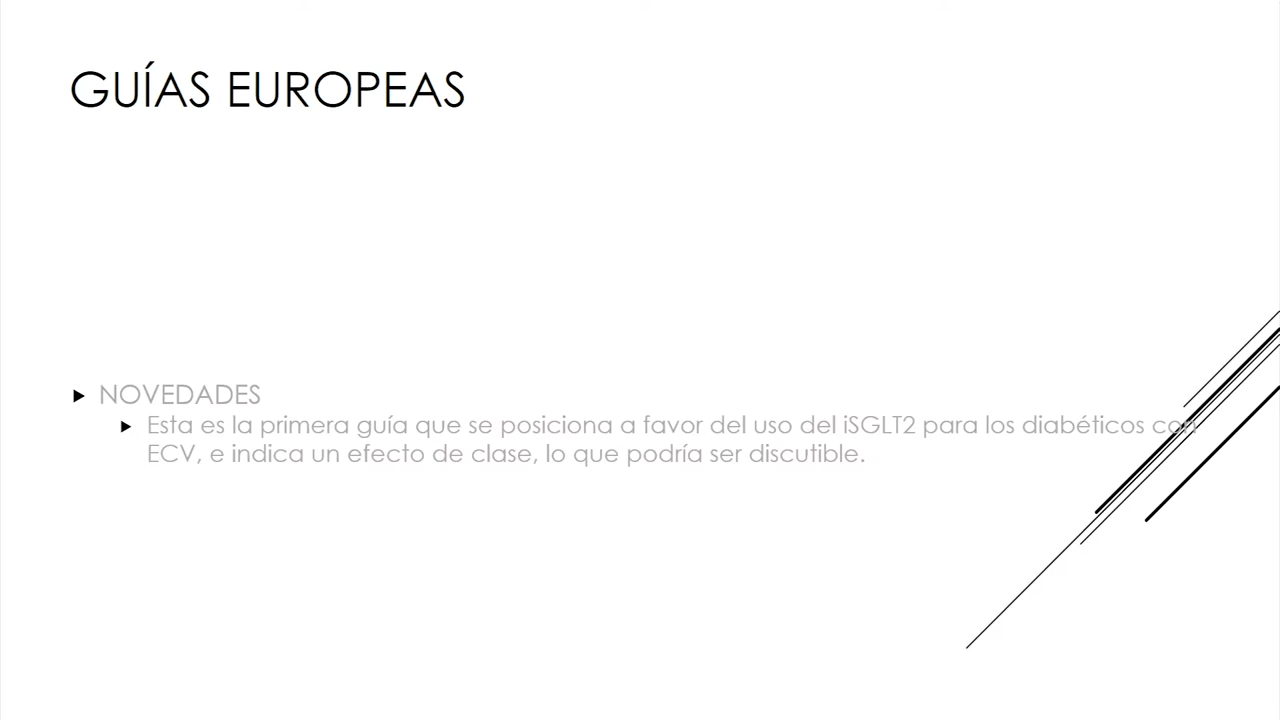 GUÍAS EUROPEAS
NOVEDADES
Esta es la primera guía que se posiciona a favor del uso del iSGLT2 para los diabéticos con
ECV, e indica un efecto de clase, lo que podría ser discutible.